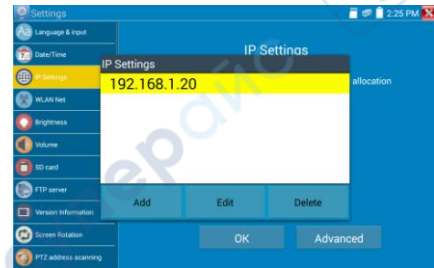 Settings
2:25 PM
Language & input
Date/Time
IP Settings
IP Settings
IP Settings
192.168.1.20
allocation
WLAN Net
Brightness
Volume
SD card
FTP server
Version Information
Add
Edit
Delete
Screen Rotation
OK
Advanced
PTZ address scanning